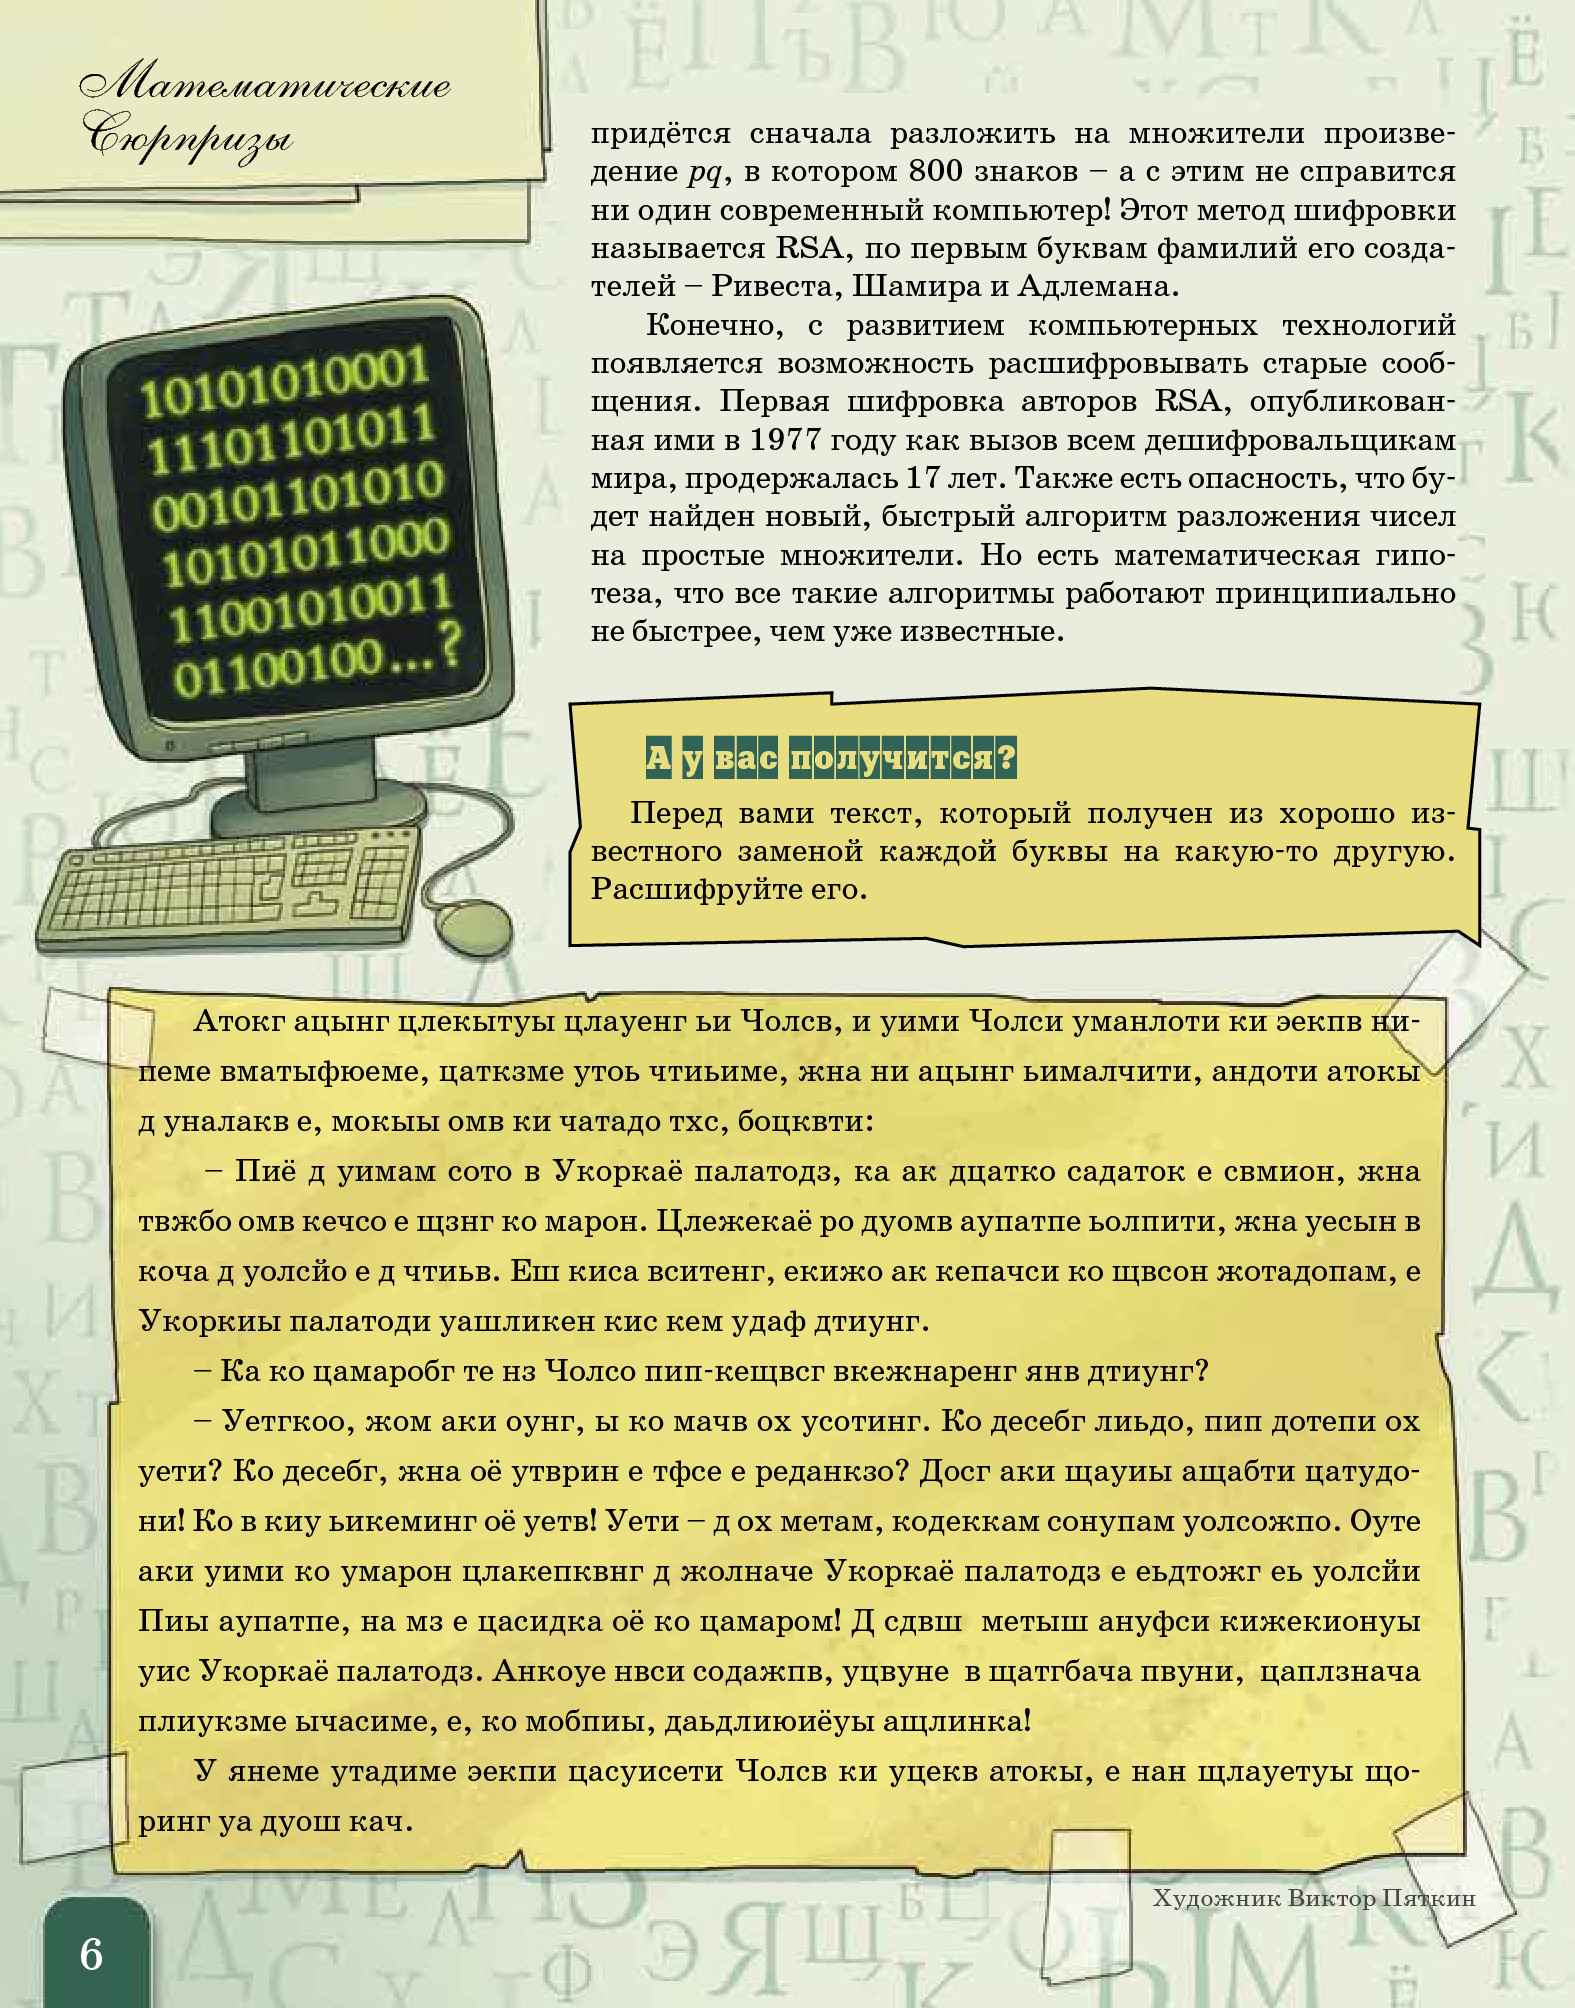 Математические
Сюрпризы
придётся сначала разложить на множители произве-
дение pq, в котором 800 знаков – а с этим не справится
ни один современный компьютер! Этот метод шифровки
называется RSA, по первым буквам фамилий его созда-
телей – Ривеста, Шамира и Адлемана.
Конечно, с развитием компьютерных технологий
появляется возможность расшифровывать старые сооб-
щения. Первая шифровка авторов RSA, опубликован-
ная ими в 1977 году как вызов всем дешифровальщикам
мира, продержалась 17 лет. Также есть опасность, что бу-
дет найден новый, быстрый алгоритм разложения чисел
на простые множители. Но есть математическая гипо-
теза, что все такие алгоритмы работают принципиально
не быстрее, чем уже известные.
10101010001
11101101011
00101101010
10101011000
11001010011
01100100...?
А у вас получится?
Перед вами текст, который получен из хорошо из-
вестного заменой каждой буквы на какую-то другую.
Расшифруйте его.
Атокг ацынг цлекытуы цлауенг ьи Чолсв, и уими Чолси уманлоти ки эекпв ни-
пеме вматыфюеме, цаткзме утоь чтиьиме, жна ни ацынг ьималчити, андоти атокы
д уналакв е, мокыы омв ки чатадо тхс, боцквти:
– Пиё д уимам сото в Укоркаё палатодз, ка ак дцатко садаток е свмион, жна
твжбо омв кечсо е щзнг ко марон. Цлежекаё ро дуомв аупатпе ьолпити, жна уесын в
коча д уолсйо е д чтиьв. Еш киса вситенг, екижо ак кепачси ко щвсон жотадопам, е
Укоркиы палатоди уашликен кис кем удаф дтиунг.
– Ка ко цамаробг те нз Чолсо пип-кещвсг вкежнаренг янв дтиунг?
– Уетгкоо, жом аки оунг, ы ко мачв ох усотинг. Ко десебг лиьдо, пип дотепи ох
уети? Ко десебг, жна оё утврин е тфсе е реданкзо? Досг аки щауиы ащабти цатудо-
ни! Ко в киу ьикеминг оё уетв! Уети – д ох метам, кодеккам сонупам уолсожпо. Оуте
аки уими ко умарон цлакепквнг д жолначе Укоркаё палатодз е еьдтожг еь уолсйи
Пиы аупатпе, на мз е цасидка оё ко цамаром! Д сдвш метыш ануфси кижекионуы
уис Укоркаё палатодз. Анкоуе нвси содажпв, уцвуне в щатгбача пвуни, цаплзнача
плиукзме ычасиме, е, ко мобпиы, даьдлиюиёуы ащлинка!
У янеме утадиме эекпи цасуисети Чолсв ки уцекв атокы, е нан щлауетуы що-
ринг уа дуош кач.
Художник Виктор Пяткин
6